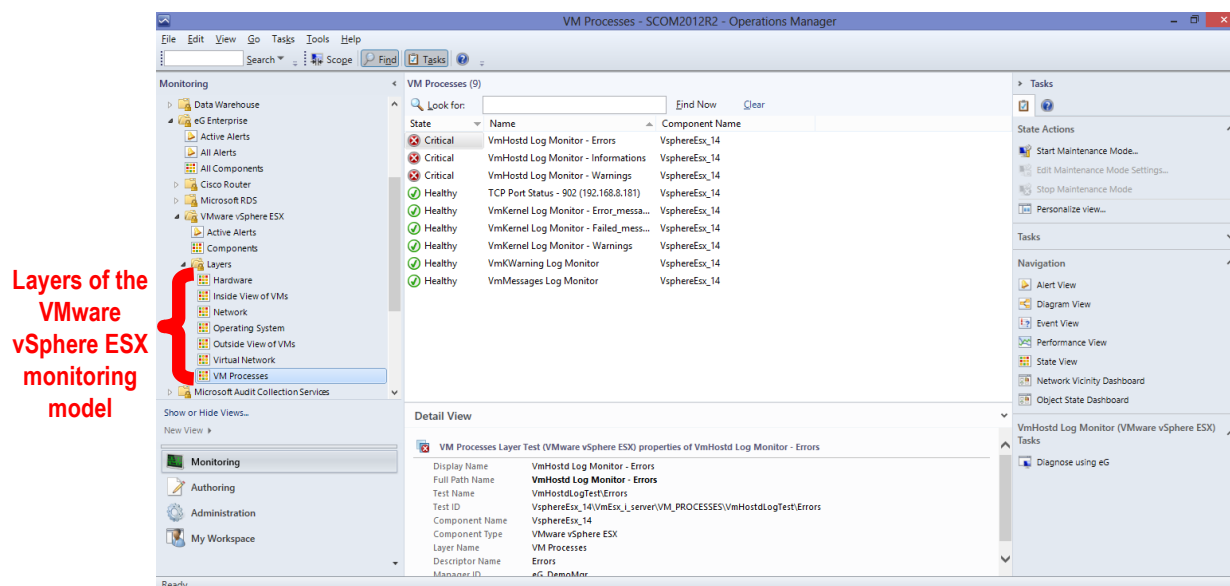 VM Processes - SCOM2012R2 - Operations Manager
File Edit View Go Tasks Tools Help
Search Scope Find Tasks
Monitoring
Data Warehouse
eG Enterprise
Active Alerts
All Alerts
All Components
Cisco Router
Microsoft RDS
VMware vSphere ESX
Active Alerts
Components
Layers
Hardware
Inside View of VMs
Network
Operating System
Outside View of VMs
Virtual Network
VM Processes
Microsoft Audit Collection Services
Layers of the
VMware
vSphere ESX
monitoring
model
Show or Hide Views...
New View
Monitoring
Authoring
Administration
My Workspace
Ready
VM Processes (9)
Look for: Find Now Clear
State Name Component Name
Critical VmHostd Log Monitor - Errors VsphereEsx_14
Critical VmHostd Log Monitor - Informations VsphereEsx_14
Critical VmHostd Log Monitor - Warnings VsphereEsx_14
Healthy TCP Port Status - 902 (192.168.8.181) VsphereEsx_14
Healthy VmKernel Log Monitor - Error_messa... VsphereEsx_14
Healthy VmKernel Log Monitor - Failed_mess... VsphereEsx_14
Healthy VmKernel Log Monitor - Warnings VsphereEsx_14
Healthy VmKWarning Log Monitor VsphereEsx_14
Healthy VmMessages Log Monitor VsphereEsx_14
Detail View
VM Processes Layer Test (VMware vSphere ESX) properties of VmHostd Log Monitor - Errors
Display Name VmHostd Log Monitor - Errors
Full Path Name VmHostd Log Monitor - Errors
Test Name VmHostdLogTest\Errors
Test ID VsphereEsx_14\VmEsx_i_server\VM_PROCESSES\VmHostdLogTest\Errors
Component Name VsphereEsx_14
Component Type VMware vSphere ESX
Layer Name VM Processes
Descriptor Name Errors
Manager ID eG_DemoMgr
Tasks
State Actions
Start Maintenance Mode...
Edit Maintenance Mode Settings...
Stop Maintenance Mode
Personalize view...
Tasks
Navigation
Alert View
Diagram View
Event View
Performance View
State View
Network Vicinity Dashboard
Object State Dashboard
VmHostd Log Monitor (VMware vSphere ESX)
Tasks
Diagnose using eG